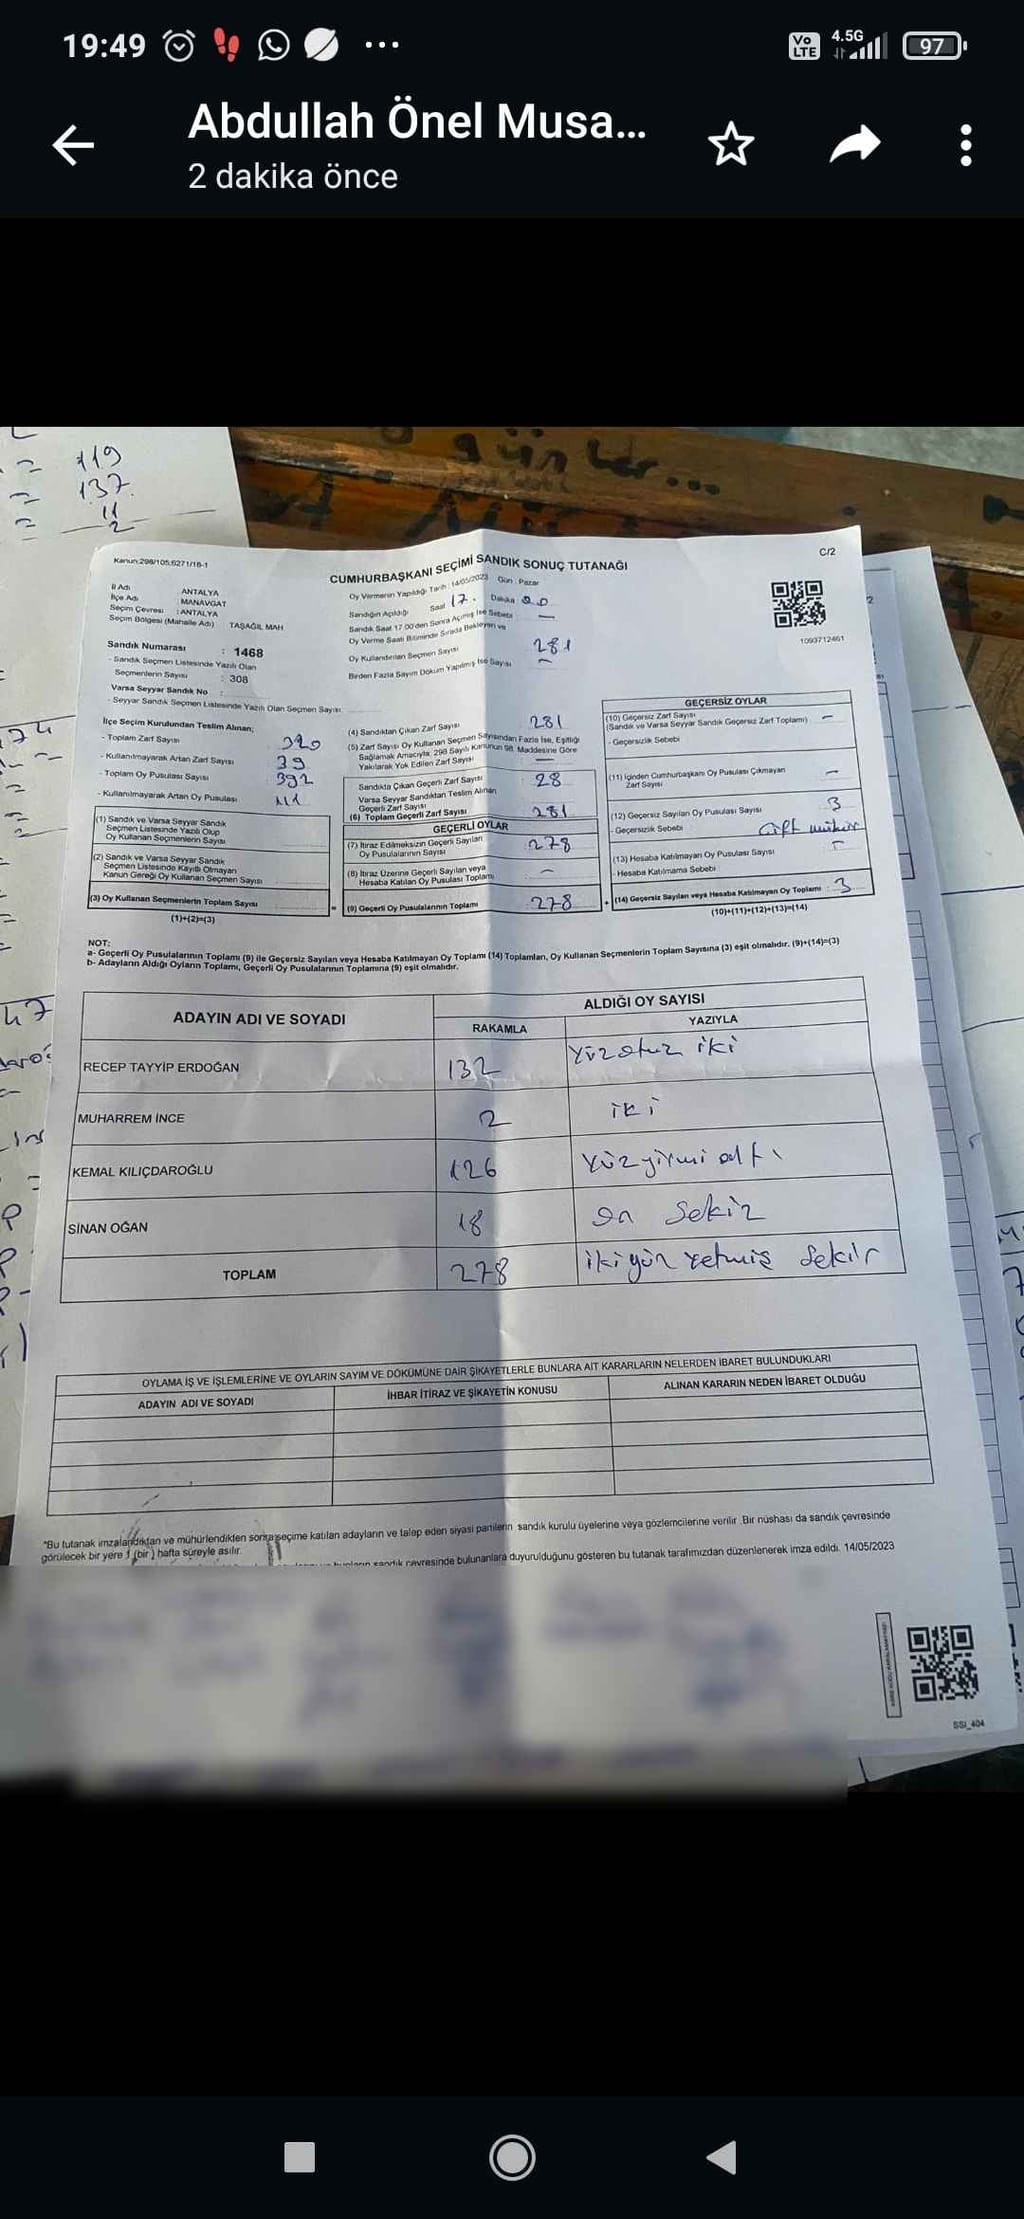 19:49
Vo LTE 4.5G 97
Abdullah Önel Musa...
2 dakika önce
119
137
11
2
günler...
Kanun:298/105;6271/18-1
C/2
CUMHURBAŞKANI SEÇİMİ SANDIK SONUÇ TUTANAĞI
İl Adı : ANTALYA
İlçe Adı : MANAVGAT
Seçim Çevresi : ANTALYA
Seçim Bölgesi (Mahalle Adı) TAŞAĞIL MAH
Sandık Numarası : 1468
- Sandık Seçmen Listesinde Yazılı Olan
Seçmenlerin Sayısı : 308
Varsa Seyyar Sandık No :
- Seyyar Sandık Seçmen Listesinde Yazılı Olan Seçmen Sayısı:
Oy Vermenin Yapıldığı Tarih : 14/05/2023 Gün : Pazar
Sandığın Açıldığı Saat 17. Dakika 00
Sandık Saat 17.00'den Sonra Açılmış İse Sebebi
Oy Verme Saati Bitiminde Sırada Bekleyen ve
Oy Kullandırılan Seçmen Sayısı 281
Birden Fazla Sayım Döküm Yapılmış İse Sayısı –
1093712461
İlçe Seçim Kurulundan Teslim Alınan;
- Toplam Zarf Sayısı 320
- Kullanılmayarak Artan Zarf Sayısı 39
- Toplam Oy Pusulası Sayısı 392
- Kullanılmayarak Artan Oy Pusulası 111
(1) Sandık ve Varsa Seyyar Sandık
Seçmen Listesinde Yazılı Olup
Oy Kullanan Seçmenlerin Sayısı
(2) Sandık ve Varsa Seyyar Sandık
Seçmen Listesinde Kayıtlı Olmayan
Kanun Gereği Oy Kullanan Seçmen Sayısı
(3) Oy Kullanan Seçmenlerin Toplam Sayısı
(1)+(2)=(3)
(4) Sandıktan Çıkan Zarf Sayısı 281
(5) Zarf Sayısı Oy Kullanan Seçmen Sayısından Fazla İse, Eşitliği
Sağlamak Amacıyla; 298 Sayılı Kanunun 98. Maddesine Göre
Yakılarak Yok Edilen Zarf Sayısı –
Sandıkta Çıkan Geçerli Zarf Sayısı 28
Varsa Seyyar Sandıktan Teslim Alınan
Geçerli Zarf Sayısı
(6) Toplam Geçerli Zarf Sayısı 281
GEÇERLİ OYLAR
(7) İtiraz Edilmeksizin Geçerli Sayılan
Oy Pusulalarının Sayısı 278
(8) İtiraz Üzerine Geçerli Sayılan veya
Hesaba Katılan Oy Pusulası Toplamı –
= (9) Geçerli Oy Pusulalarının Toplamı 278
GEÇERSİZ OYLAR
(10) Geçersiz Zarf Sayısı –
(Sandık ve Varsa Seyyar Sandık Geçersiz Zarf Toplamı)
- Geçersizlik Sebebi
(11) İçinden Cumhurbaşkanı Oy Pusulası Çıkmayan
Zarf Sayısı –
(12) Geçersiz Sayılan Oy Pusulası Sayısı 3
- Geçersizlik Sebebi Çift mühür
(13) Hesaba Katılmayan Oy Pusulası Sayısı –
- Hesaba Katılmama Sebebi
+ (14) Geçersiz Sayılan veya Hesaba Katılmayan Oy Toplamı : 3
(10)+(11)+(12)+(13)=(14)
NOT:
a- Geçerli Oy Pusulalarının Toplamı (9) ile Geçersiz Sayılan veya Hesaba Katılmayan Oy Toplamı (14) Toplamları, Oy Kullanan Seçmenlerin Toplam Sayısına (3) eşit olmalıdır. (9)+(14)=(3)
b- Adayların Aldığı Oyların Toplamı, Geçerli Oy Pusulalarının Toplamına (9) eşit olmalıdır.
ADAYIN ADI VE SOYADI
ALDIĞI OY SAYISI
RAKAMLA YAZIYLA
RECEP TAYYİP ERDOĞAN 132 Yüzotuz iki
MUHARREM İNCE 2 iki
KEMAL KILIÇDAROĞLU 126 Yüzyirmi altı
SİNAN OĞAN 18 on sekiz
TOPLAM 278 ikiyüz yetmiş sekiz
OYLAMA İŞ VE İŞLEMLERİNE VE OYLARIN SAYIM VE DÖKÜMÜNE DAİR ŞİKAYETLERLE BUNLARA AİT KARARLARIN NELERDEN İBARET BULUNDUKLARI
ADAYIN ADI VE SOYADI İHBAR İTİRAZ VE ŞİKAYETİN KONUSU ALINAN KARARIN NEDEN İBARET OLDUĞU
*Bu tutanak imzalandıktan ve mühürlendikten sonra seçime katılan adayların ve talep eden siyasi partilerin sandık kurulu üyelerine veya gözlemcilerine verilir. Bir nüshası da sandık çevresinde
görülecek bir yere 1 (bir) hafta süreyle asılır.
sandık çevresinde bulunanlara duyurulduğunu gösteren bu tutanak tarafımızdan düzenlenerek imza edildi. 14/05/2023
SSI_404